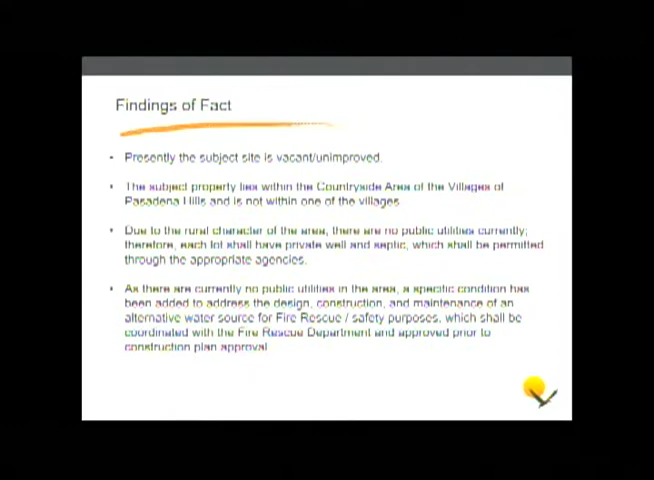 Findings of Fact
• Presently the subject site is vacant/unimproved.
• The subject property lies within the Countryside Area of the Villages of
Pasadena Hills and is not within one of the villages.
• Due to the rural character of the area, there are no public utilities currently;
therefore, each lot shall have private well and septic, which shall be permitted
through the appropriate agencies.
• As there are currently no public utilities in the area, a specific condition has
been added to address the design, construction, and maintenance of an
alternative water source for Fire Rescue / safety purposes, which shall be
coordinated with the Fire Rescue Department and approved prior to
construction plan approval